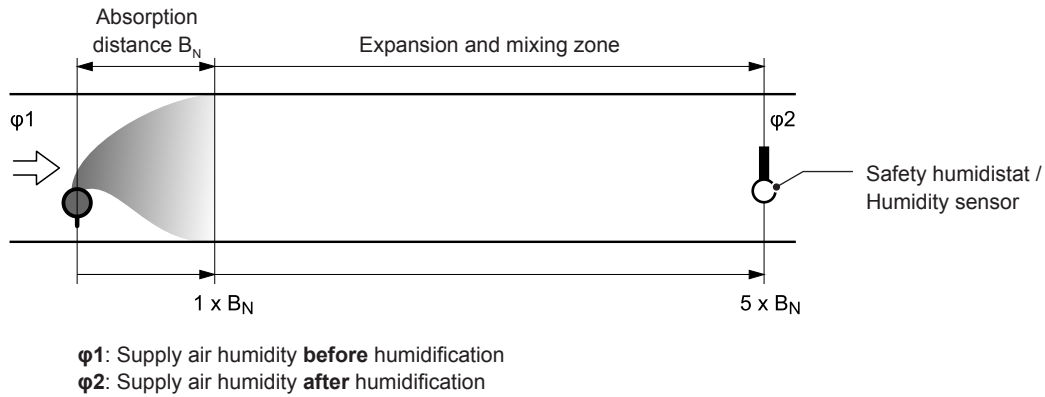 Absorption
distance B_N
Expansion and mixing zone
φ1
φ2
Safety humidistat /
Humidity sensor
1 x B_N
5 x B_N
φ1: Supply air humidity before humidification
φ2: Supply air humidity after humidification